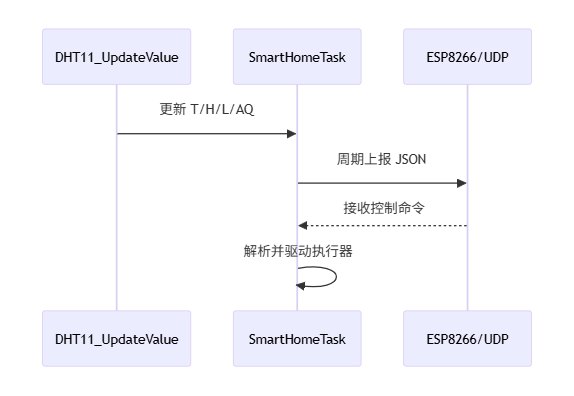 DHT11_UpdateValue
SmartHomeTask
ESP8266/UDP
更新 T/H/L/AQ
周期上报 JSON
接收控制命令
解析并驱动执行器
DHT11_UpdateValue
SmartHomeTask
ESP8266/UDP